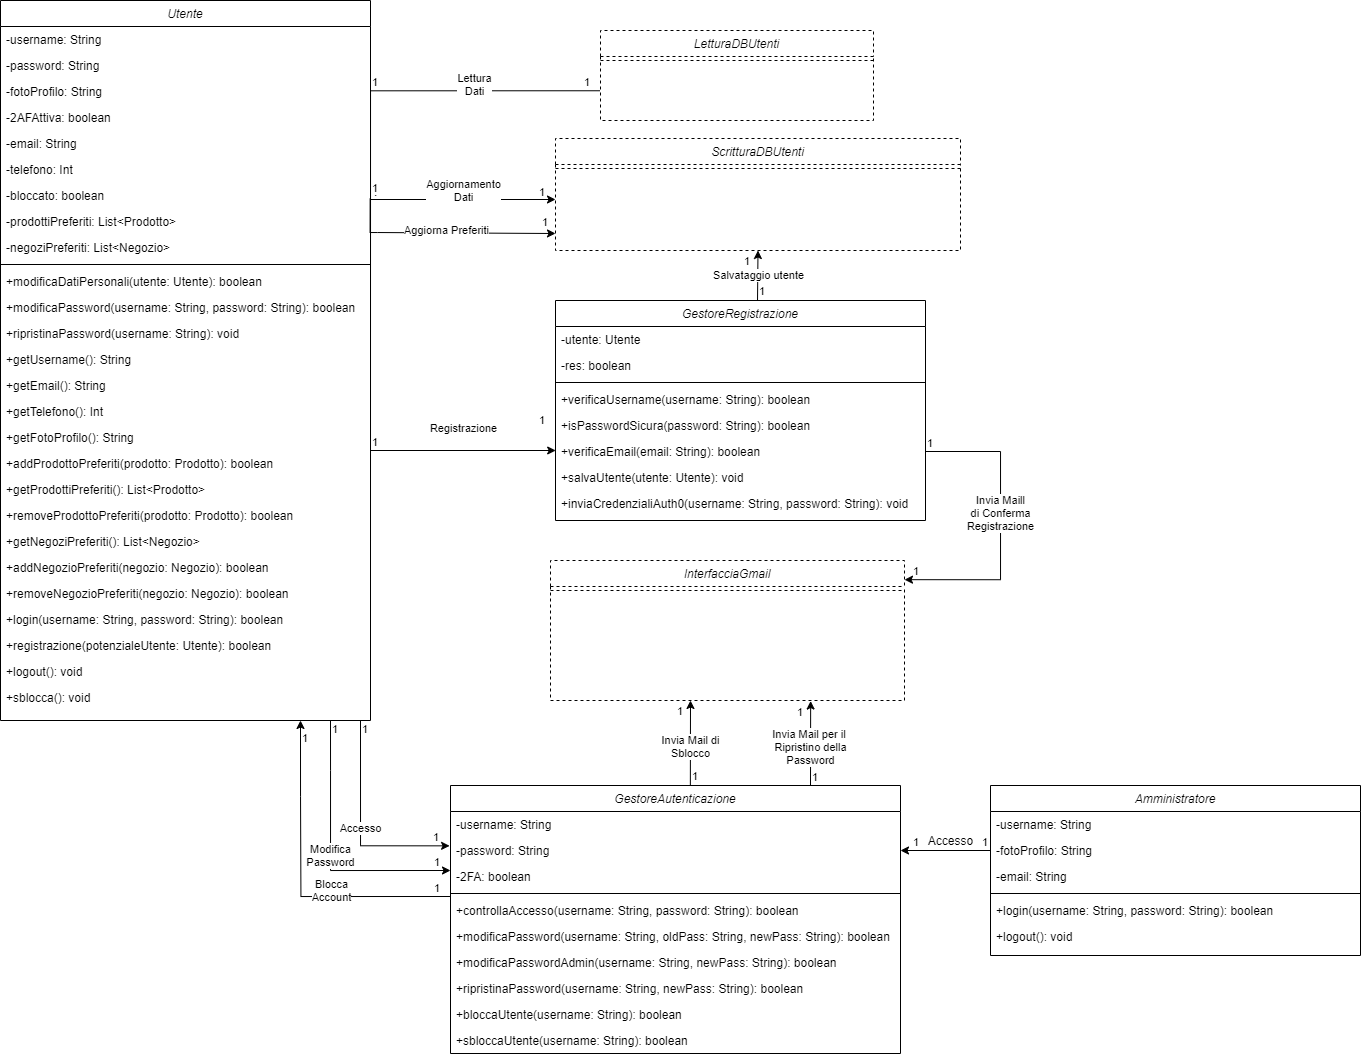 Utente
-username: String
-password: String
-fotoProfilo: String
-2AFAttiva: boolean
-email: String
-telefono: Int
-bloccato: boolean
-prodottiPreferiti: List<Prodotto>
-negoziPreferiti: List<Negozio>
+modificaDatiPersonali(utente: Utente): boolean
+modificaPassword(username: String, password: String): boolean
+ripristinaPassword(username: String): void
+getUsername(): String
+getEmail(): String
+getTelefono(): Int
+getFotoProfilo(): String
+addProdottoPreferiti(prodotto: Prodotto): boolean
+getProdottiPreferiti(): List<Prodotto>
+removeProdottoPreferiti(prodotto: Prodotto): boolean
+getNegoziPreferiti(): List<Negozio>
+addNegozioPreferiti(negozio: Negozio): boolean
+removeNegozioPreferiti(negozio: Negozio): boolean
+login(username: String, password: String): boolean
+registrazione(potenzialeUtente: Utente): boolean
+logout(): void
+sblocca(): void
1
Lettura
Dati
1
LetturaDBUtenti
1
Aggiornamento
Dati
1
Aggiorna Preferiti
1
ScritturaDBUtenti
1
Salvataggio utente
1
GestoreRegistrazione
-utente: Utente
-res: boolean
+verificaUsername(username: String): boolean
+isPasswordSicura(password: String): boolean
+verificaEmail(email: String): boolean
+salvaUtente(utente: Utente): void
+inviaCredenzialiAuth0(username: String, password: String): void
1
Registrazione
1
1
Invia Maill
di Conferma
Registrazione
1
InterfacciaGmail
1
Invia Mail di
Sblocco
1
1
Invia Mail per il
Ripristino della
Password
1
1
1
1
Accesso
1
Modifica
Password
1
Blocca
Account
1
GestoreAutenticazione
-username: String
-password: String
-2FA: boolean
+controllaAccesso(username: String, password: String): boolean
+modificaPassword(username: String, oldPass: String, newPass: String): boolean
+modificaPasswordAdmin(username: String, newPass: String): boolean
+ripristinaPassword(username: String, newPass: String): boolean
+bloccaUtente(username: String): boolean
+sbloccaUtente(username: String): boolean
1
Accesso
1
Amministratore
-username: String
-fotoProfilo: String
-email: String
+login(username: String, password: String): boolean
+logout(): void